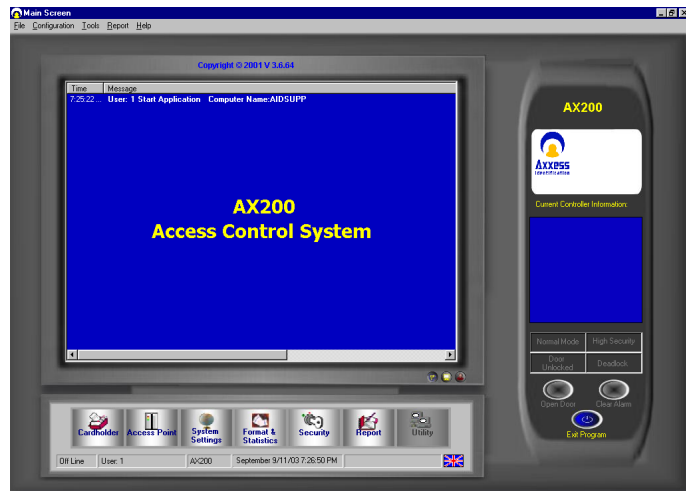 Main Screen
File Configuration Tools Report Help
Copyright © 2001 V 3.6.64
Time Message
7:25:22... User: 1 Start Application Computer Name:AIDSUPP
AX200
Access Control System
AX200
Axxess
Identification
Current Controller Information:
Normal Mode High Security
Door Unlocked Deadlock
Open Door Clear Alarm
Exit Program
Cardholder Access Point System Settings Format & Statistics Security Report Utility
Off Line User: 1 AX200 September 9/11/03 7:26:50 PM